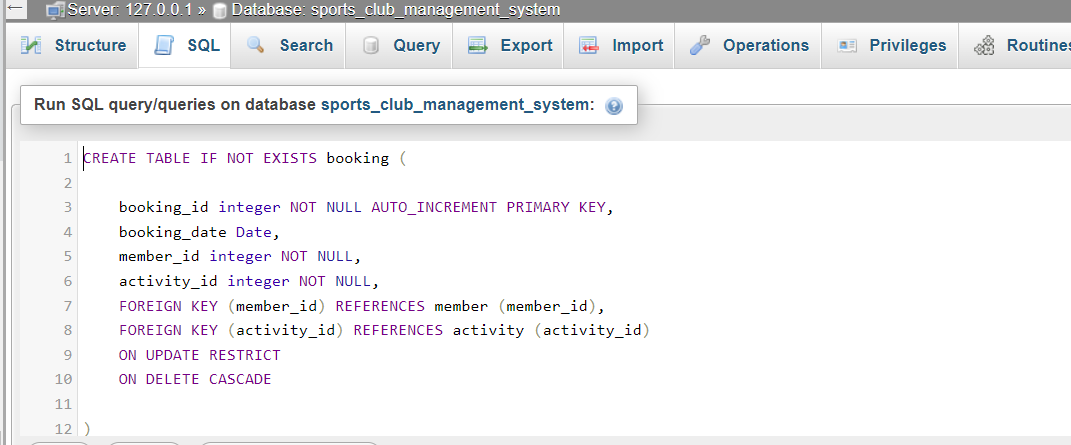 Server: 127.0.0.1 » Database: sports_club_management_system
Structure SQL Search Query Export Import Operations Privileges Routines
Run SQL query/queries on database sports_club_management_system:
1 CREATE TABLE IF NOT EXISTS booking (
2
3 booking_id integer NOT NULL AUTO_INCREMENT PRIMARY KEY,
4 booking_date Date,
5 member_id integer NOT NULL,
6 activity_id integer NOT NULL,
7 FOREIGN KEY (member_id) REFERENCES member (member_id),
8 FOREIGN KEY (activity_id) REFERENCES activity (activity_id)
9 ON UPDATE RESTRICT
10 ON DELETE CASCADE
11
12 )